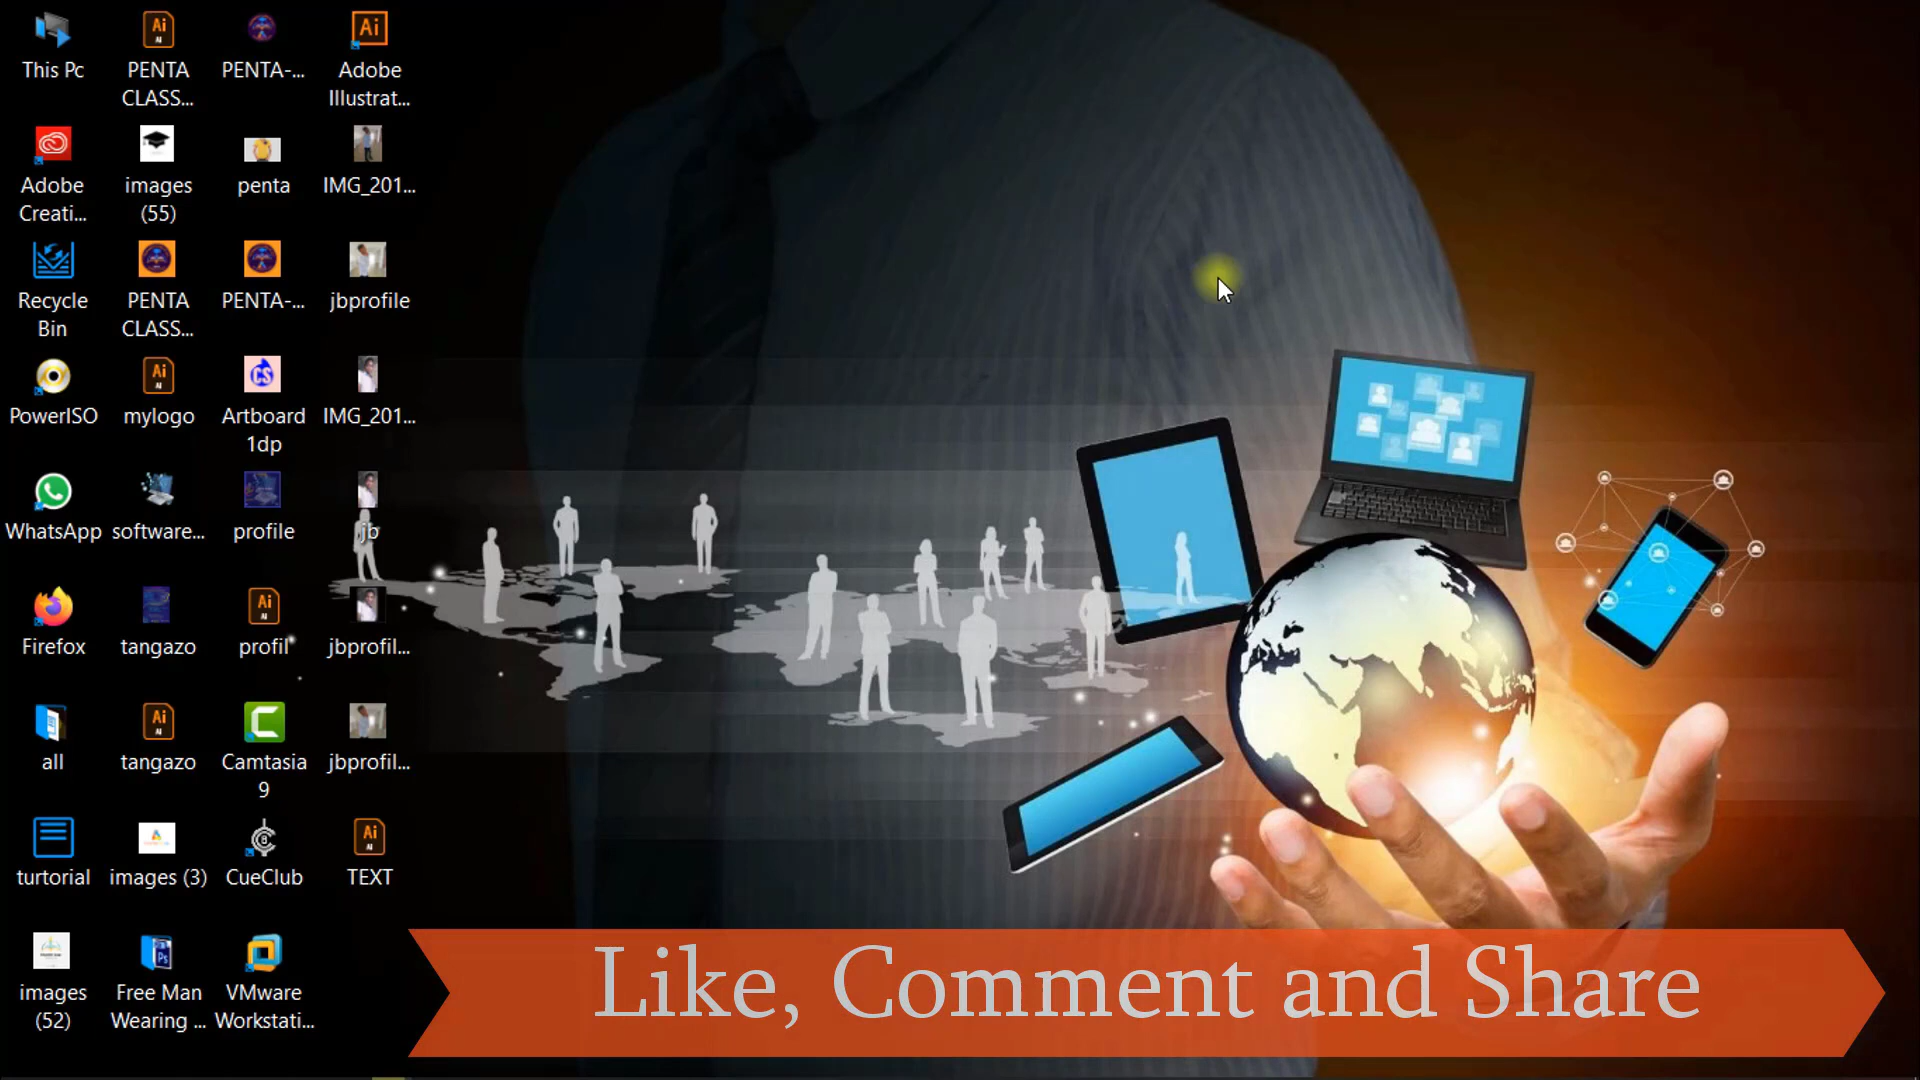 This Pc
PENTA
CLASS...
PENTA-...
Adobe
Illustrat...
Adobe
Creati...
images
(55)
penta
IMG_201...
Recycle
Bin
PENTA
CLASS...
PENTA-...
jbprofile
PowerISO
mylogo
Artboard
1dp
IMG_201...
WhatsApp
software...
profile
jb
Firefox
tangazo
profil
jbprofil...
all
tangazo
Camtasia
9
jbprofil...
turtorial
images (3)
CueClub
TEXT
images
(52)
Free Man
Wearing ...
VMware
Workstati...
Like, Comment and Share